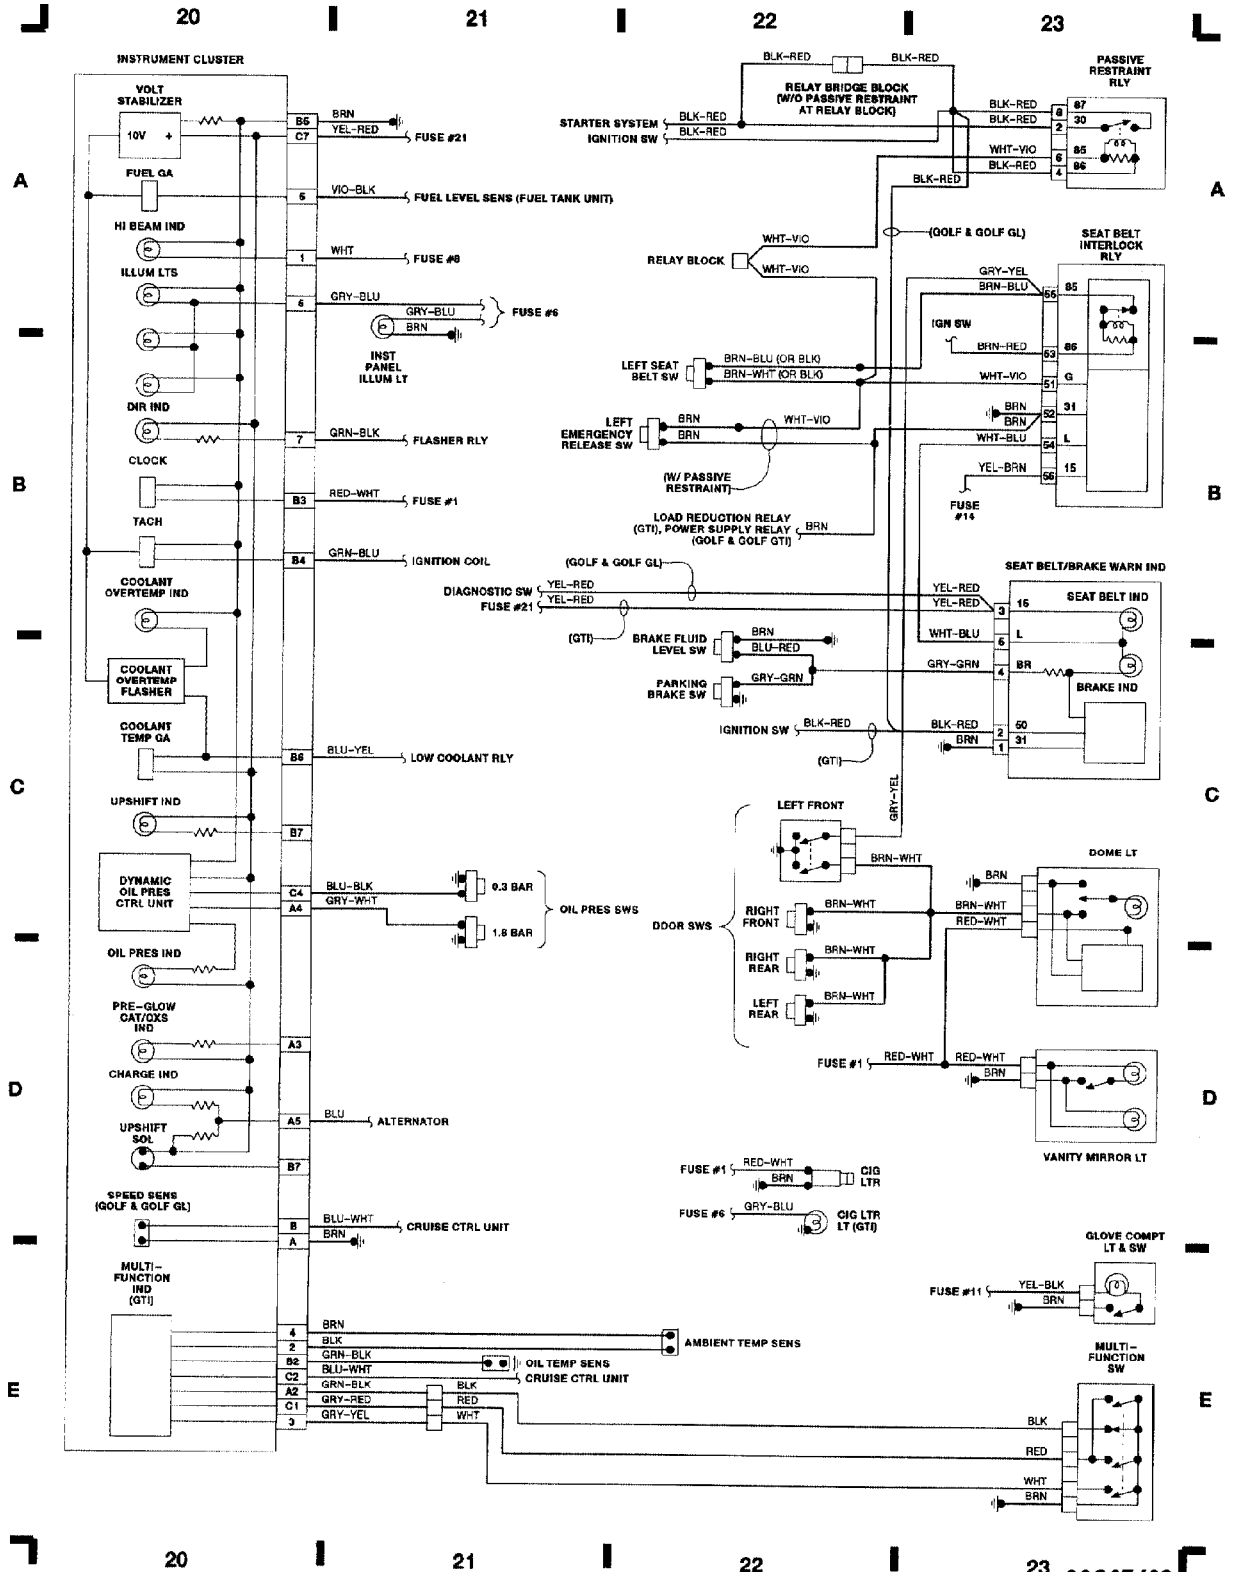 20
21
22
23
INSTRUMENT CLUSTER
VOLT
STABILIZER
10V +
FUEL GA
HI BEAM IND
ILLUM LTS
DIR IND
CLOCK
TACH
COOLANT
OVERTEMP IND
COOLANT
OVERTEMP
FLASHER
COOLANT
TEMP GA
UPSHIFT IND
DYNAMIC
OIL PRES
CTRL UNIT
OIL PRES IND
PRE-GLOW
CAT/OXS
IND
CHARGE IND
UPSHIFT
SOL
SPEED SENS
(GOLF & GOLF GL)
MULTI-
FUNCTION
IND
(GTI)
B6 BRN
C7 YEL-RED FUSE #21
5 VIO-BLK FUEL LEVEL SENS (FUEL TANK UNIT)
1 WHT FUSE #8
6 GRY-BLU
GRY-BLU FUSE #6
BRN
INST
PANEL
ILLUM LT
7 GRN-BLK FLASHER RLY
B3 RED-WHT FUSE #1
B4 GRN-BLU IGNITION COIL
B6 BLU-YEL LOW COOLANT RLY
B7
C4 BLU-BLK
A4 GRY-WHT
0.3 BAR
1.8 BAR
OIL PRES SWS
A3
A5 BLU ALTERNATOR
B7
B BLU-WHT CRUISE CTRL UNIT
A BRN
4 BRN
2 BLK
AMBIENT TEMP SENS
B2 GRN-BLK OIL TEMP SENS
C2 BLU-WHT CRUISE CTRL UNIT
A2 GRN-BLK BLK
C1 GRY-RED RED
3 GRY-YEL WHT
BLK-RED BLK-RED
RELAY BRIDGE BLOCK
(W/O PASSIVE RESTRAINT
AT RELAY BLOCK)
STARTER SYSTEM BLK-RED
IGNITION SW BLK-RED
PASSIVE
RESTRAINT
RLY
BLK-RED 8 87
BLK-RED 2 30
WHT-VIO 6 85
BLK-RED 4 86
BLK-RED
(GOLF & GOLF GL)
WHT-VIO
RELAY BLOCK
WHT-VIO
SEAT BELT
INTERLOCK
RLY
GRY-YEL
BRN-BLU 55 85
IGN SW
BRN-RED 53 86
WHT-VIO 51 G
BRN 52 31
BRN
WHT-BLU 54 L
YEL-BRN 56 15
FUSE
#14
LEFT SEAT
BELT SW
BRN-BLU (OR BLK)
BRN-WHT (OR BLK)
LEFT
EMERGENCY
RELEASE SW
BRN
BRN
WHT-VIO
(W/ PASSIVE
RESTRAINT)
LOAD REDUCTION RELAY
(GTI), POWER SUPPLY RELAY
(GOLF & GOLF GTI)
BRN
(GOLF & GOLF GL)
DIAGNOSTIC SW YEL-RED
FUSE #21 YEL-RED
(GTI)
SEAT BELT/BRAKE WARN IND
SEAT BELT IND
BRAKE IND
YEL-RED
YEL-RED 3 15
WHT-BLU 5 L
GRY-GRN 4 BR
BLK-RED 2 50
BRN 1 31
BRAKE FLUID
LEVEL SW
BRN
BLU-RED
PARKING
BRAKE SW
GRY-GRN
IGNITION SW BLK-RED
(GTI)
GRY-YEL
LEFT FRONT
BRN-WHT
DOOR SWS
RIGHT
FRONT
BRN-WHT
RIGHT
REAR
BRN-WHT
LEFT
REAR
BRN-WHT
DOME LT
BRN
BRN-WHT
RED-WHT
FUSE #1 RED-WHT RED-WHT
BRN
VANITY MIRROR LT
FUSE #1 RED-WHT
BRN
CIG
LTR
FUSE #6 GRY-BLU
CIG LTR
LT (GTI)
GLOVE COMPT
LT & SW
FUSE #11 YEL-BLK
BRN
MULTI-
FUNCTION
SW
BLK
RED
WHT
BRN
A
B
C
D
E
A
B
C
D
E
20
21
22
23